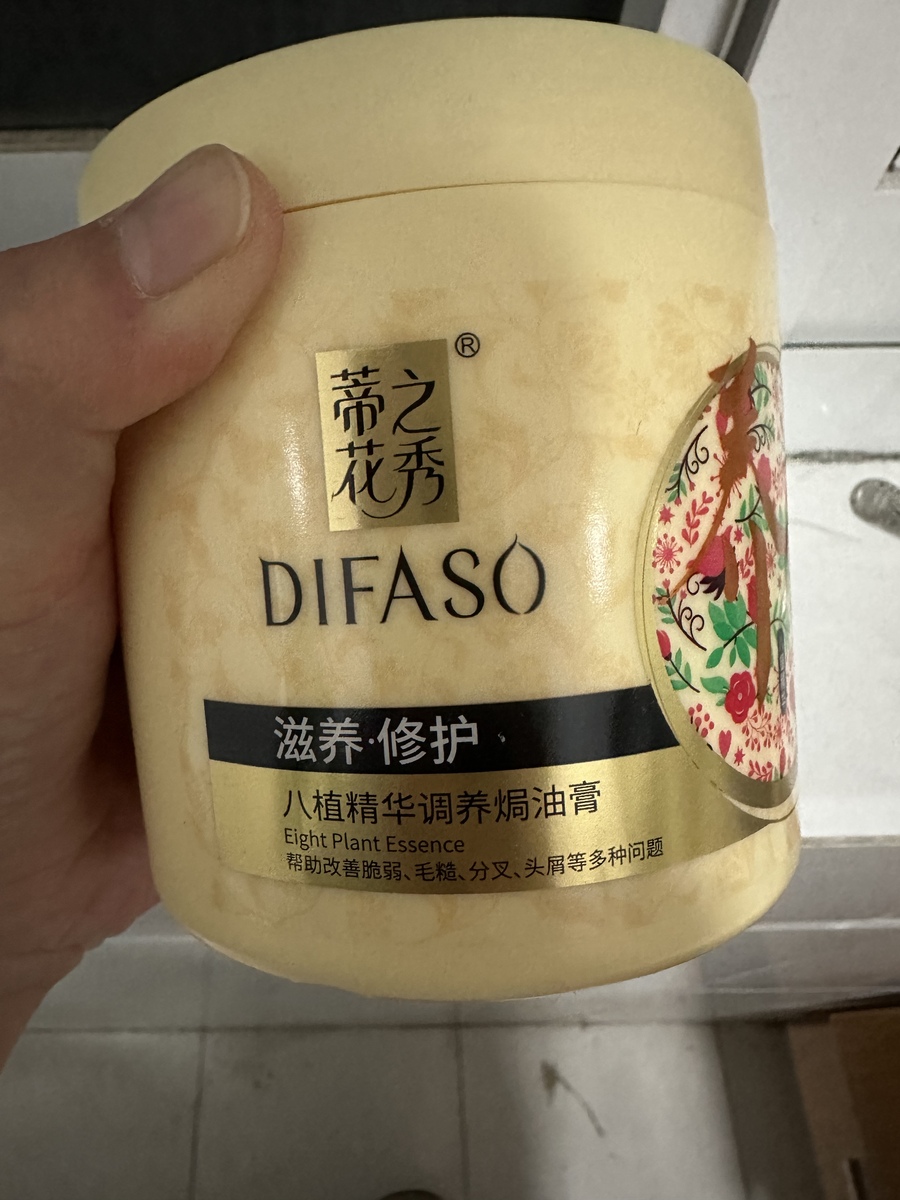 蒂之
花秀
®
DIFASO
滋养·修护
八植精华调养焗油膏
Eight Plant Essence
帮助改善脆弱、毛糙、分叉、头屑等多种问题